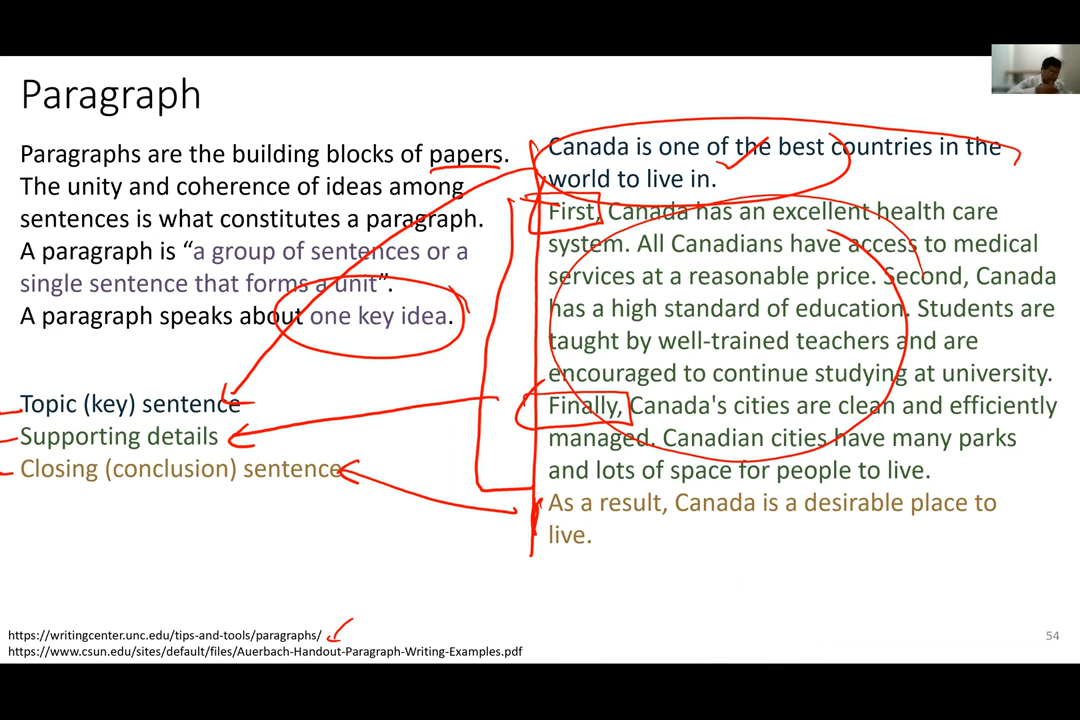 Paragraph
Paragraphs are the building blocks of papers.
The unity and coherence of ideas among
sentences is what constitutes a paragraph.
A paragraph is “a group of sentences or a
single sentence that forms a unit”.
A paragraph speaks about one key idea.
Topic (key) sentence
Supporting details
Closing (conclusion) sentence
Canada is one of the best countries in the
world to live in.
First, Canada has an excellent health care
system. All Canadians have access to medical
services at a reasonable price. Second, Canada
has a high standard of education. Students are
taught by well-trained teachers and are
encouraged to continue studying at university.
Finally, Canada's cities are clean and efficiently
managed. Canadian cities have many parks
and lots of space for people to live.
As a result, Canada is a desirable place to
live.
https://writingcenter.unc.edu/tips-and-tools/paragraphs/
https://www.csun.edu/sites/default/files/Auerbach-Handout-Paragraph-Writing-Examples.pdf
54